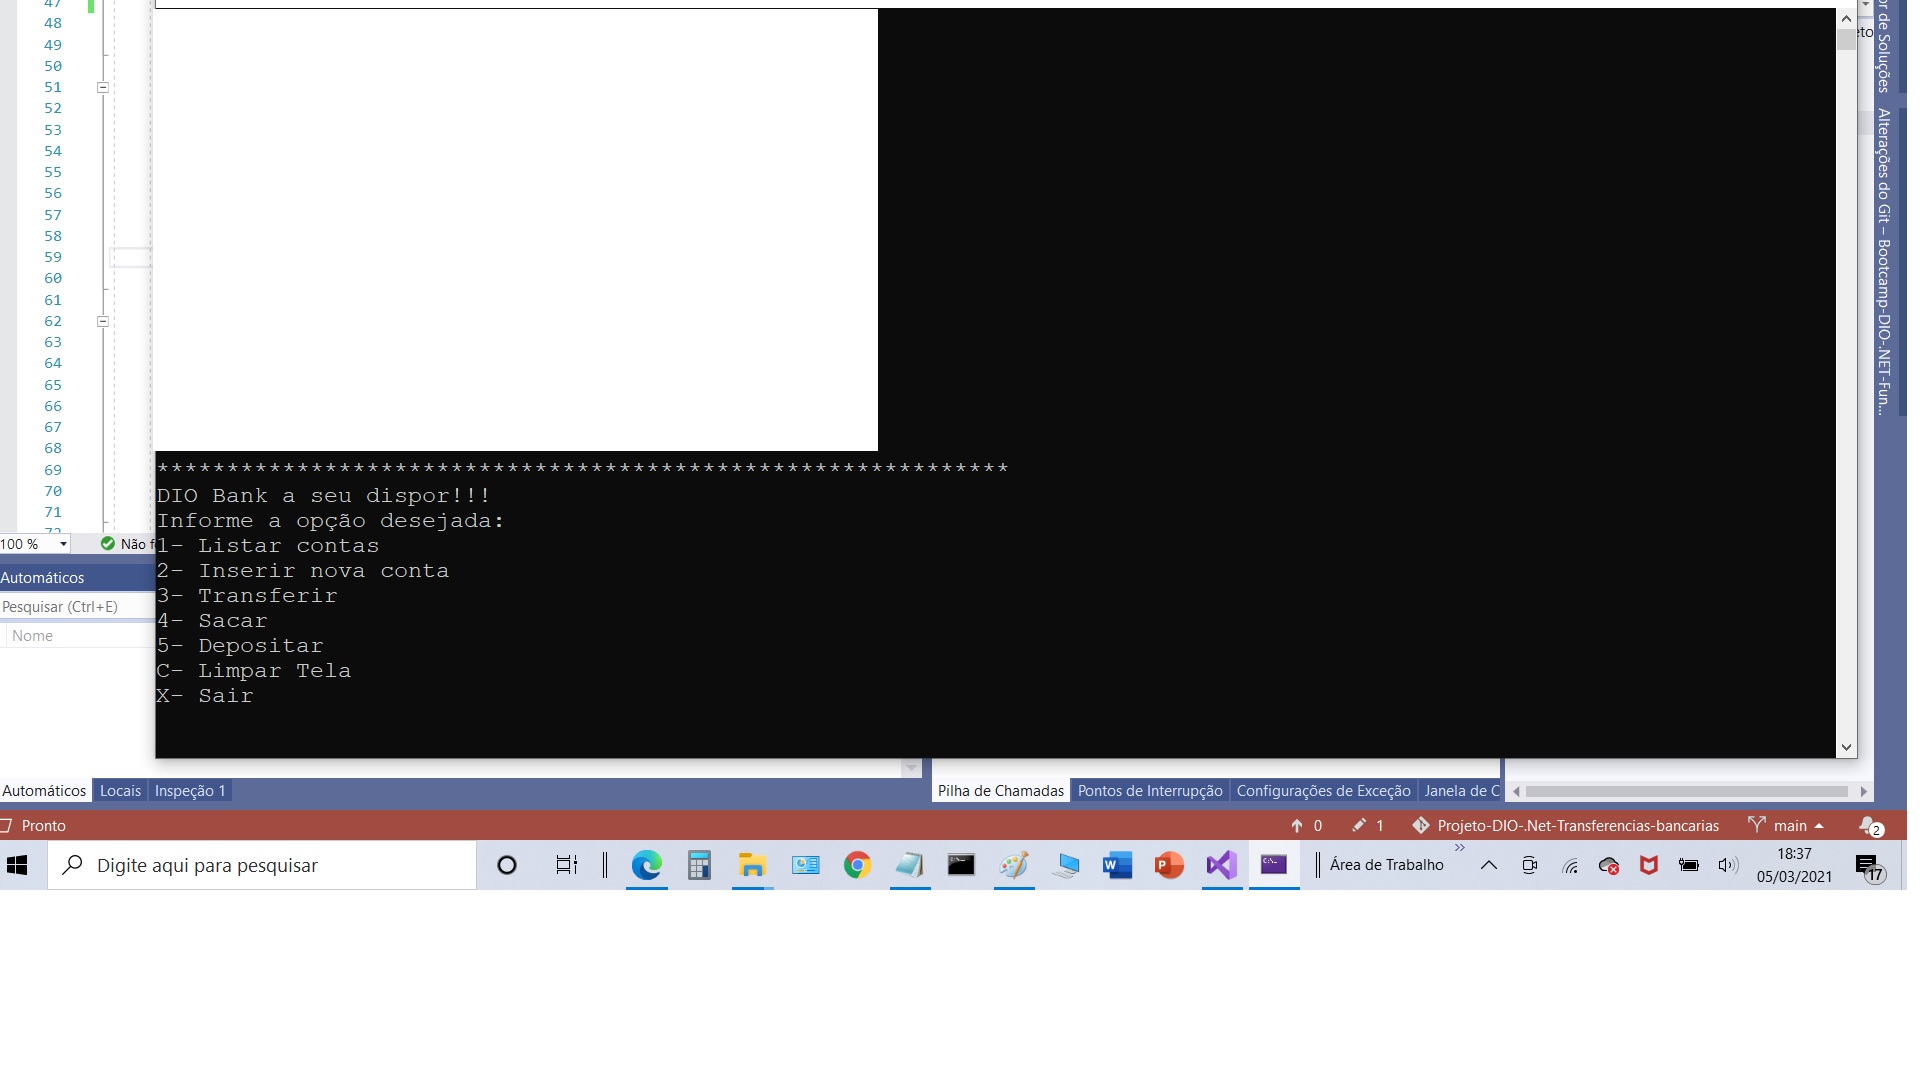 47
48
49
50
51
52
53
54
55
56
57
58
59
60
61
62
63
64
65
66
67
68
69
70
71
72
100 %
Não f
Automáticos
Pesquisar (Ctrl+E)
Nome
*************************************************************
DIO Bank a seu dispor!!!
Informe a opção desejada:
1- Listar contas
2- Inserir nova conta
3- Transferir
4- Sacar
5- Depositar
C- Limpar Tela
X- Sair
or de Soluções
eto
Alterações do Git – Bootcamp-DIO-.NET-Fun...
Automáticos Locais Inspeção 1
Pilha de Chamadas Pontos de Interrupção Configurações de Exceção Janela de C
Pronto
0 1 Projeto-DIO-.Net-Transferencias-bancarias main 2
Digite aqui para pesquisar
Área de Trabalho
18:37
05/03/2021
17